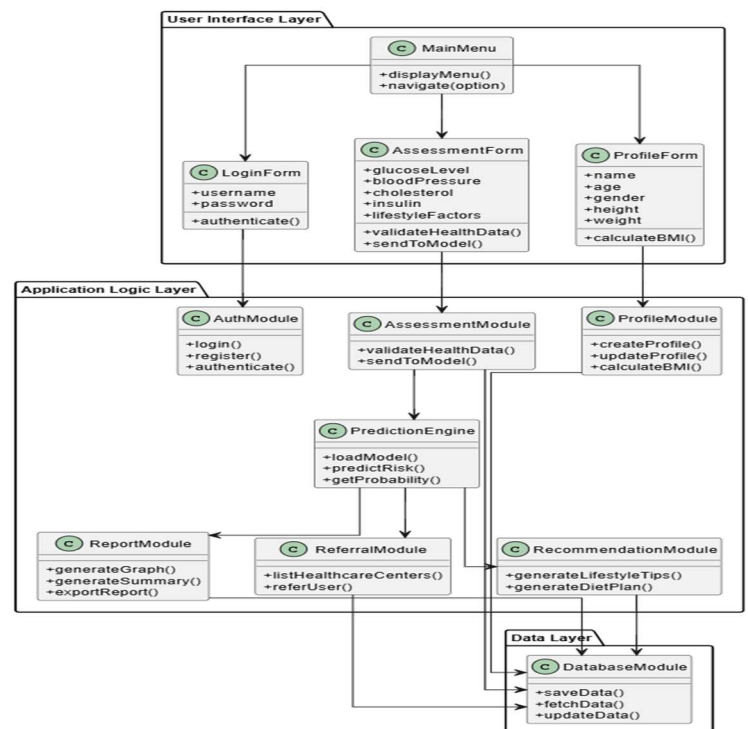 User Interface Layer
C MainMenu
+displayMenu()
+navigate(option)
C LoginForm
+username
+password
+authenticate()
C AssessmentForm
+glucoseLevel
+bloodPressure
+cholesterol
+insulin
+lifestyleFactors
+validateHealthData()
+sendToModel()
C ProfileForm
+name
+age
+gender
+height
+weight
+calculateBMI()
Application Logic Layer
C AuthModule
+login()
+register()
+authenticate()
C AssessmentModule
+validateHealthData()
+sendToModel()
C ProfileModule
+createProfile()
+updateProfile()
+calculateBMI()
C PredictionEngine
+loadModel()
+predictRisk()
+getProbability()
C ReportModule
+generateGraph()
+generateSummary()
+exportReport()
C ReferralModule
+listHealthcareCenters()
+referUser()
C RecommendationModule
+generateLifestyleTips()
+generateDietPlan()
Data Layer
C DatabaseModule
+saveData()
+fetchData()
+updateData()